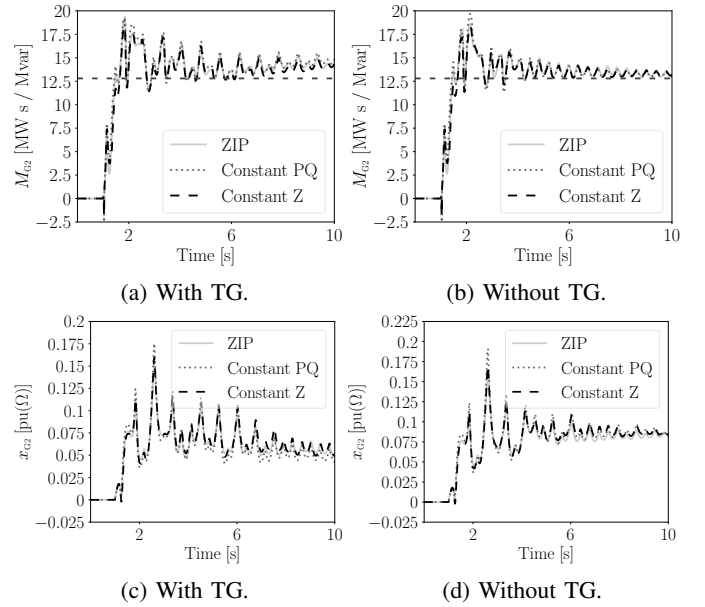 20
17.5
15
12.5
10
7.5
5
2.5
0
−2.5
M_G2 [MW s / Mvar]
ZIP
Constant PQ
Constant Z
2 6 10
Time [s]
(a) With TG.
20
17.5
15
12.5
10
7.5
5
2.5
0
−2.5
M_G2 [MW s / Mvar]
ZIP
Constant PQ
Constant Z
2 6 10
Time [s]
(b) Without TG.
0.2
0.175
0.15
0.125
0.1
0.075
0.05
0.025
0
−0.025
x_G2 [pu(Ω)]
ZIP
Constant PQ
Constant Z
2 6 10
Time [s]
(c) With TG.
0.225
0.2
0.175
0.15
0.125
0.1
0.075
0.05
0.025
0
−0.025
x_G2 [pu(Ω)]
ZIP
Constant PQ
Constant Z
2 6 10
Time [s]
(d) Without TG.